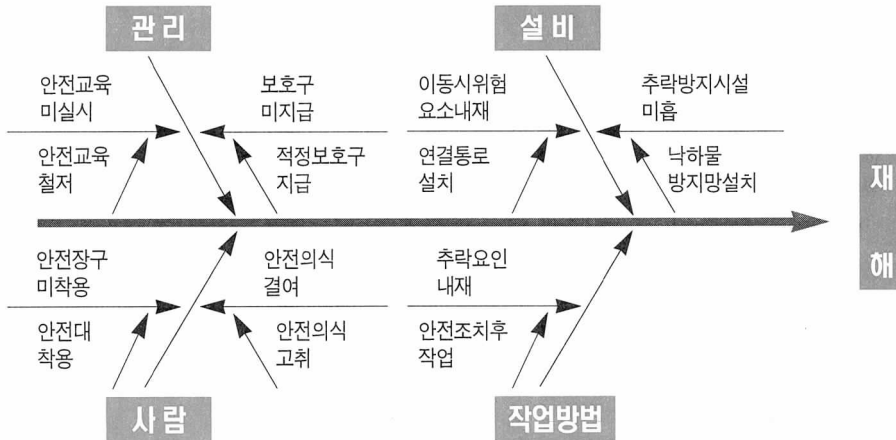 관리
설비
안전교육
미실시
보호구
미지급
이동시위험
요소내재
추락방지시설
미흡
안전교육
철저
적정보호구
지급
연결통로
설치
낙하물
방지망설치
재
해
안전장구
미착용
안전의식
결여
추락요인
내재
안전대
착용
안전의식
고취
안전조치후
작업
사람
작업방법